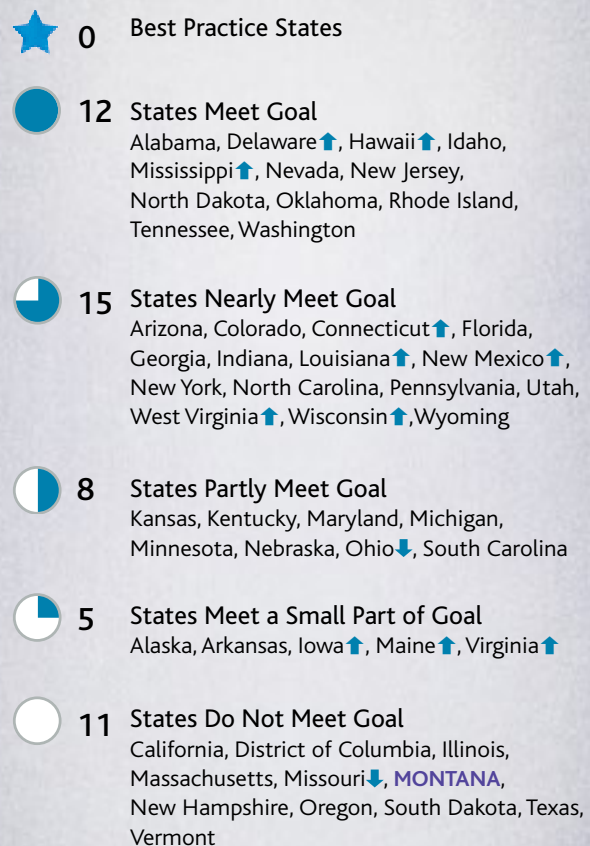 0 Best Practice States
12 States Meet Goal
Alabama, Delaware⬆, Hawaii⬆, Idaho,
Mississippi⬆, Nevada, New Jersey,
North Dakota, Oklahoma, Rhode Island,
Tennessee, Washington
15 States Nearly Meet Goal
Arizona, Colorado, Connecticut⬆, Florida,
Georgia, Indiana, Louisiana⬆, New Mexico⬆,
New York, North Carolina, Pennsylvania, Utah,
West Virginia⬆, Wisconsin⬆,Wyoming
8 States Partly Meet Goal
Kansas, Kentucky, Maryland, Michigan,
Minnesota, Nebraska, Ohio⬇, South Carolina
5 States Meet a Small Part of Goal
Alaska, Arkansas, Iowa⬆, Maine⬆, Virginia⬆
11 States Do Not Meet Goal
California, District of Columbia, Illinois,
Massachusetts, Missouri⬇, MONTANA,
New Hampshire, Oregon, South Dakota, Texas,
Vermont